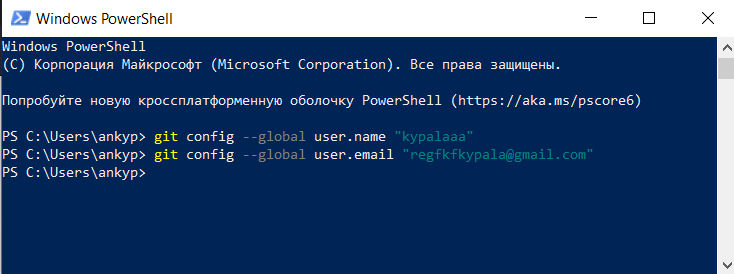 Windows PowerShell
Windows PowerShell
(C) Корпорация Майкрософт (Microsoft Corporation). Все права защищены.
Попробуйте новую кроссплатформенную оболочку PowerShell (https://aka.ms/pscore6)
PS C:\Users\ankyp> git config --global user.name "kypalaaa"
PS C:\Users\ankyp> git config --global user.email "regfkfkypala@gmail.com"
PS C:\Users\ankyp>